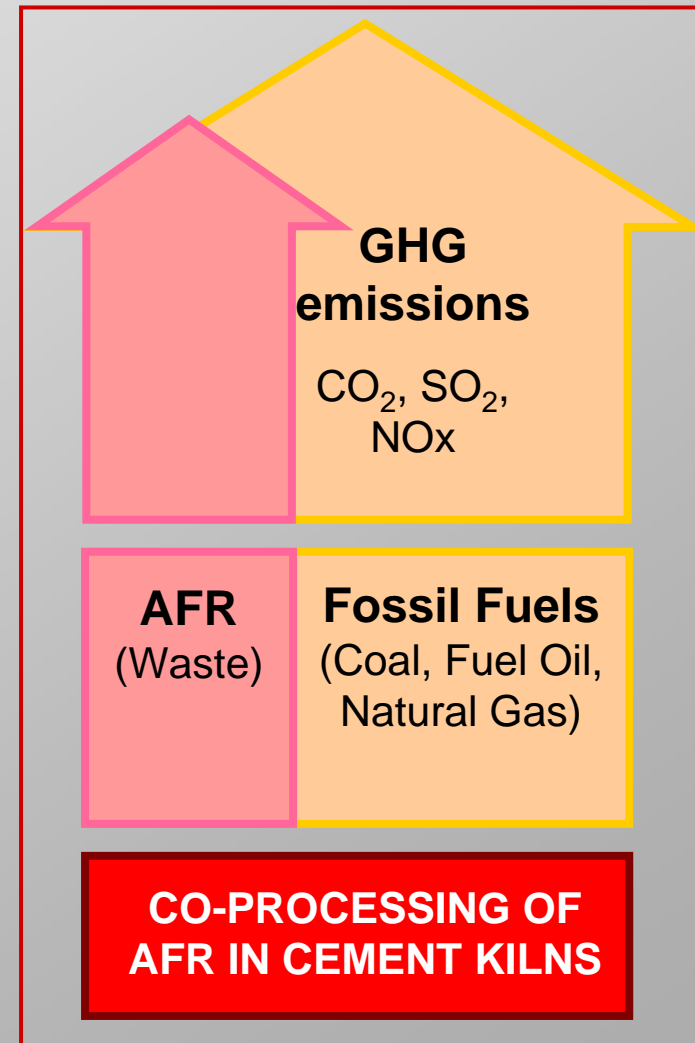 GHG
emissions
CO₂, SO₂,
NOx
AFR
(Waste)
Fossil Fuels
(Coal, Fuel Oil,
Natural Gas)
CO-PROCESSING OF
AFR IN CEMENT KILNS